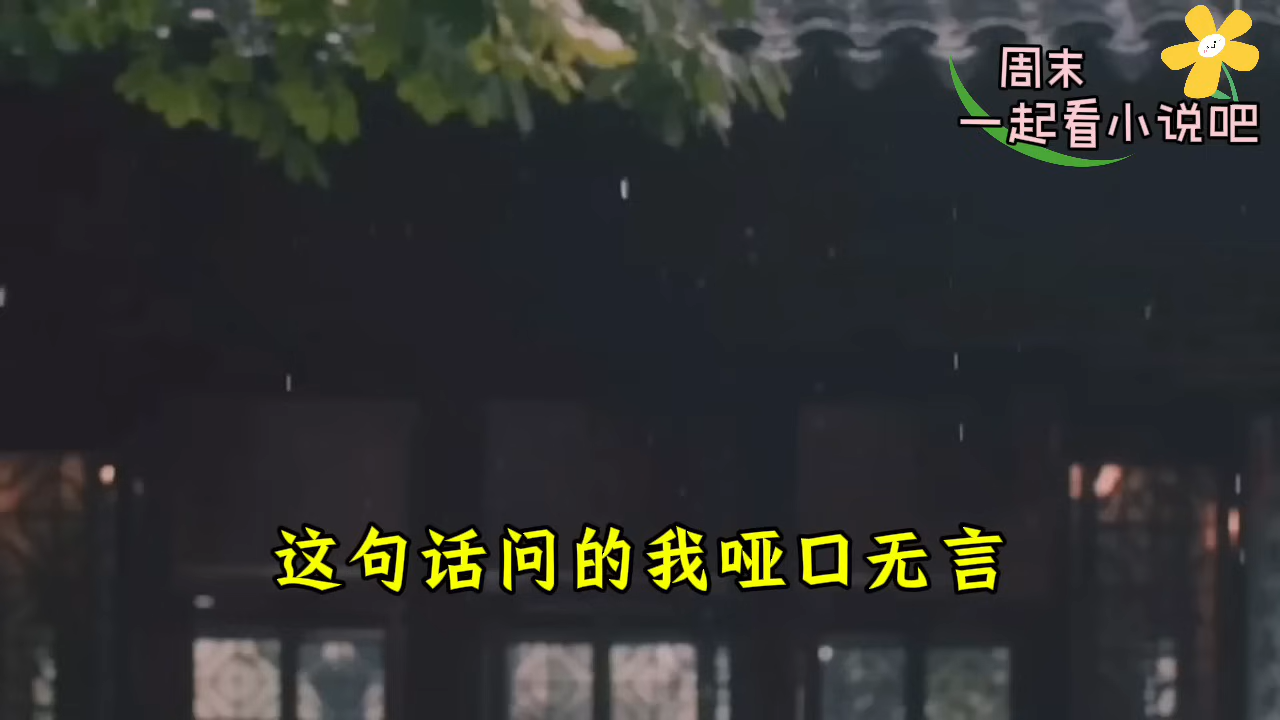 周末
一起看小说吧
这句话问的我哑口无言